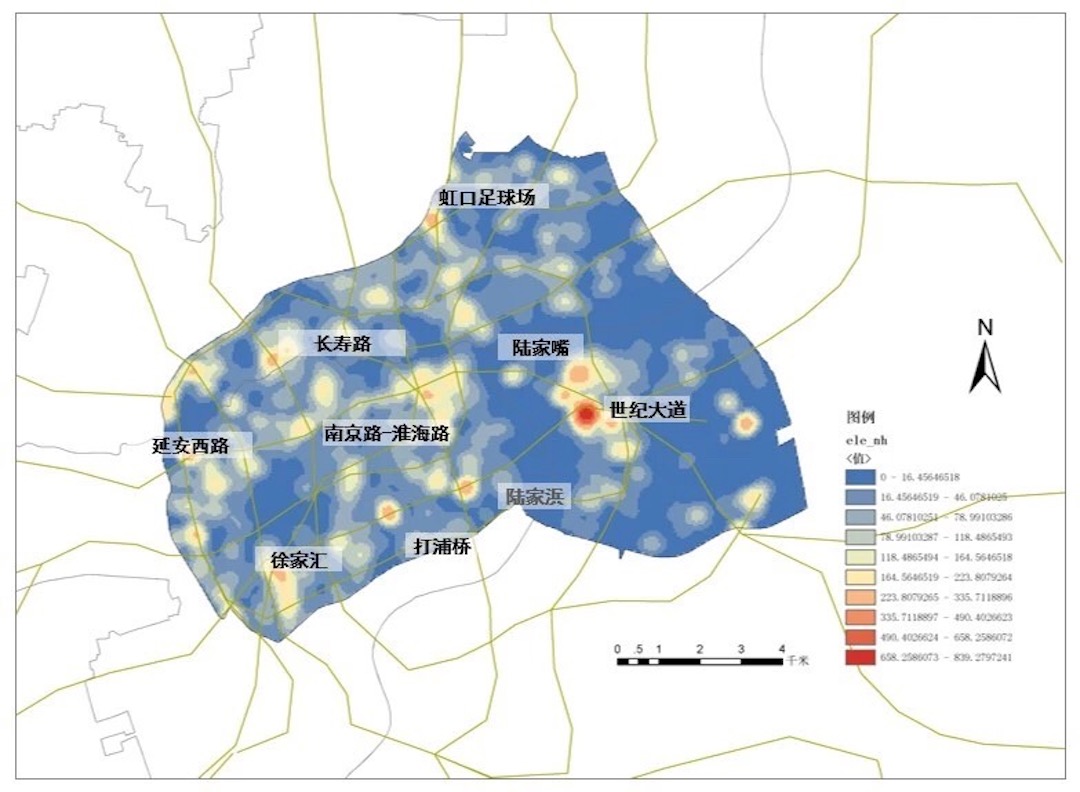 虹口足球场
N
长寿路
陆家嘴
世纪大道
南京路-淮海路
延安西路
陆家浜
打浦桥
徐家汇
图例
ele_nh
<值>
0 - 16.45646518
16.45646519 - 46.0781025
46.07810251 - 78.99103286
78.99103287 - 118.4865493
118.4865494 - 164.5646518
164.5646519 - 223.8079264
223.8079265 - 335.7118896
335.7118897 - 490.4026623
490.4026624 - 658.2586072
658.2586073 - 839.2797241
0 .5 1 2 3 4
千米